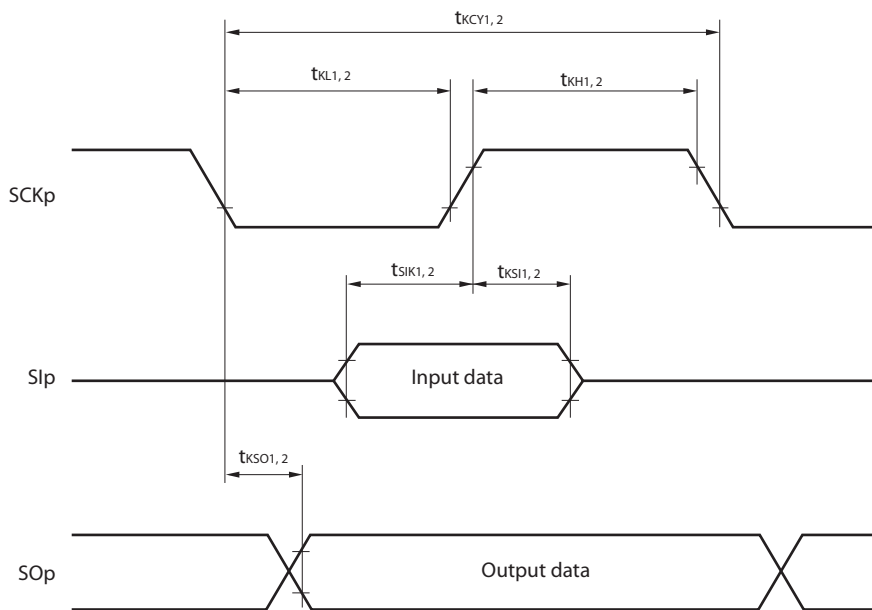 tKCY1, 2
tKL1, 2
tKH1, 2
SCKp
tSIK1, 2
tKSI1, 2
SIp
Input data
tKSO1, 2
SOp
Output data